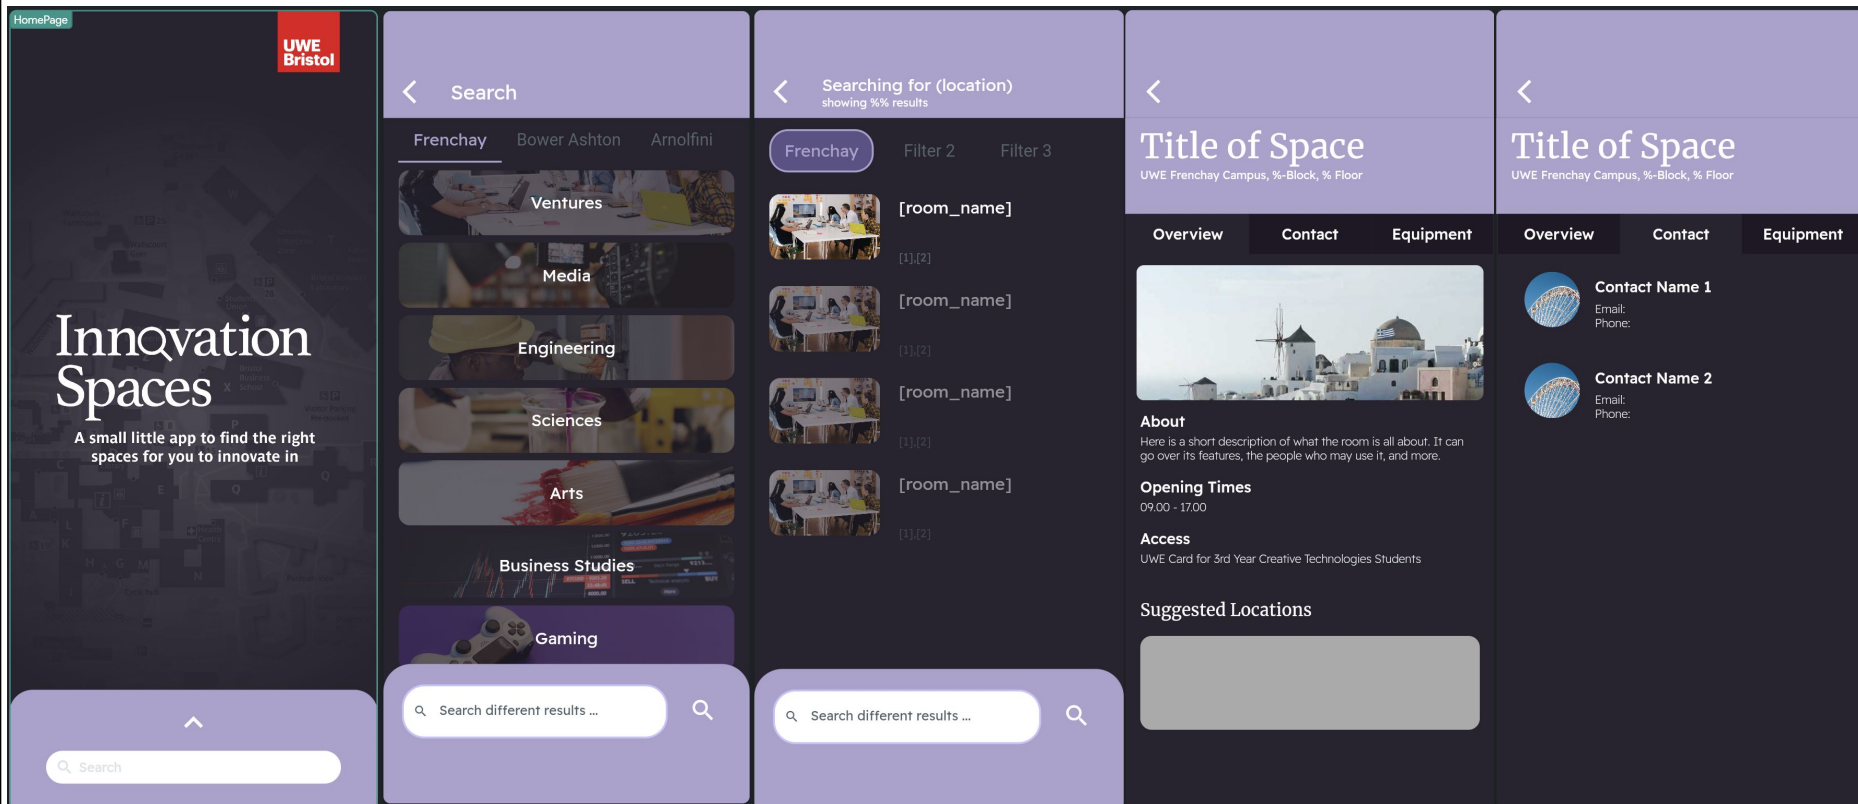 HomePage
UWE
Bristol
Innovation
Spaces
A small little app to find the right
spaces for you to innovate in
Search
Search
Frenchay
Bower Ashton
Arnolfini
Ventures
Media
Engineering
Sciences
Arts
Business Studies
SELL
BUY
Gaming
Search different results ...
Searching for (location)
showing %% results
Frenchay
Filter 2
Filter 3
[room_name]
[1],[2]
[room_name]
[1],[2]
[room_name]
[1],[2]
[room_name]
[1],[2]
Search different results ...
Title of Space
UWE Frenchay Campus, %-Block, % Floor
Overview
Contact
Equipment
About
Here is a short description of what the room is all about. It can
go over its features, the people who may use it, and more.
Opening Times
09.00 - 17.00
Access
UWE Card for 3rd Year Creative Technologies Students
Suggested Locations
Title of Space
UWE Frenchay Campus, %-Block, % Floor
Overview
Contact
Equipment
Contact Name 1
Email:
Phone:
Contact Name 2
Email:
Phone: